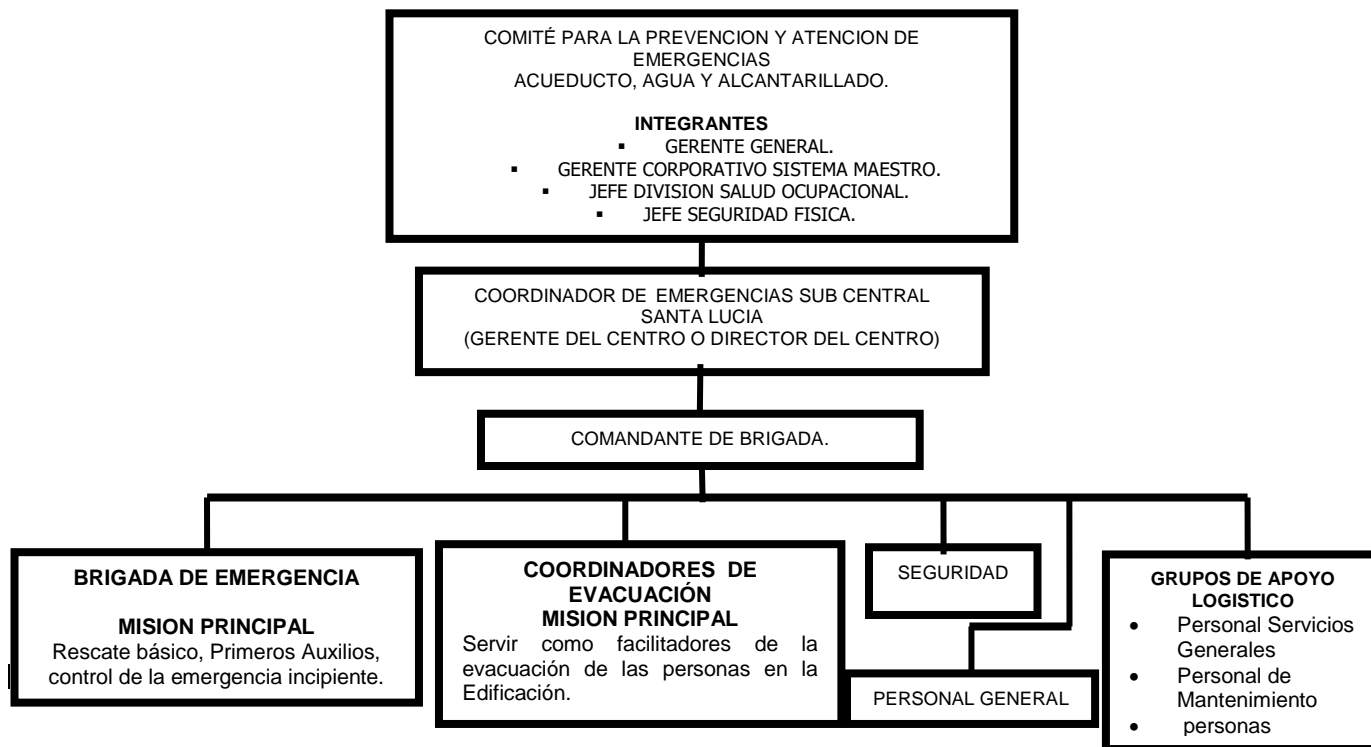 COMITÉ PARA LA PREVENCION Y ATENCION DE
EMERGENCIAS
ACUEDUCTO, AGUA Y ALCANTARILLADO.
INTEGRANTES
▪ GERENTE GENERAL.
▪ GERENTE CORPORATIVO SISTEMA MAESTRO.
▪ JEFE DIVISION SALUD OCUPACIONAL.
▪ JEFE SEGURIDAD FISICA.
COORDINADOR DE EMERGENCIAS SUB CENTRAL
SANTA LUCIA
(GERENTE DEL CENTRO O DIRECTOR DEL CENTRO)
COMANDANTE DE BRIGADA.
BRIGADA DE EMERGENCIA
MISION PRINCIPAL
Rescate básico, Primeros Auxilios,
control de la emergencia incipiente.
COORDINADORES DE
EVACUACIÓN
MISION PRINCIPAL
Servir como facilitadores de la
evacuación de las personas en la
Edificación.
SEGURIDAD
PERSONAL GENERAL
GRUPOS DE APOYO
LOGISTICO
• Personal Servicios
Generales
• Personal de
Mantenimiento
• personas